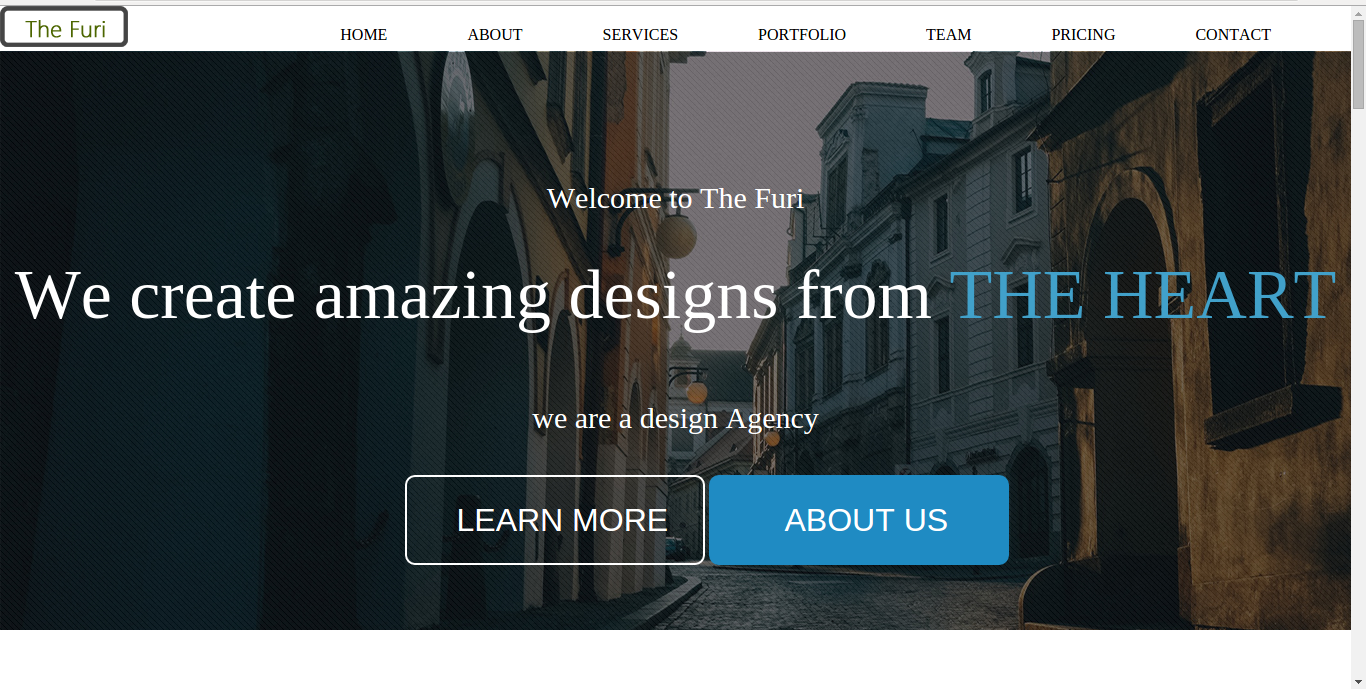 The Furi
HOME ABOUT SERVICES PORTFOLIO TEAM PRICING CONTACT
Welcome to The Furi
We create amazing designs from THE HEART
we are a design Agency
LEARN MORE ABOUT US